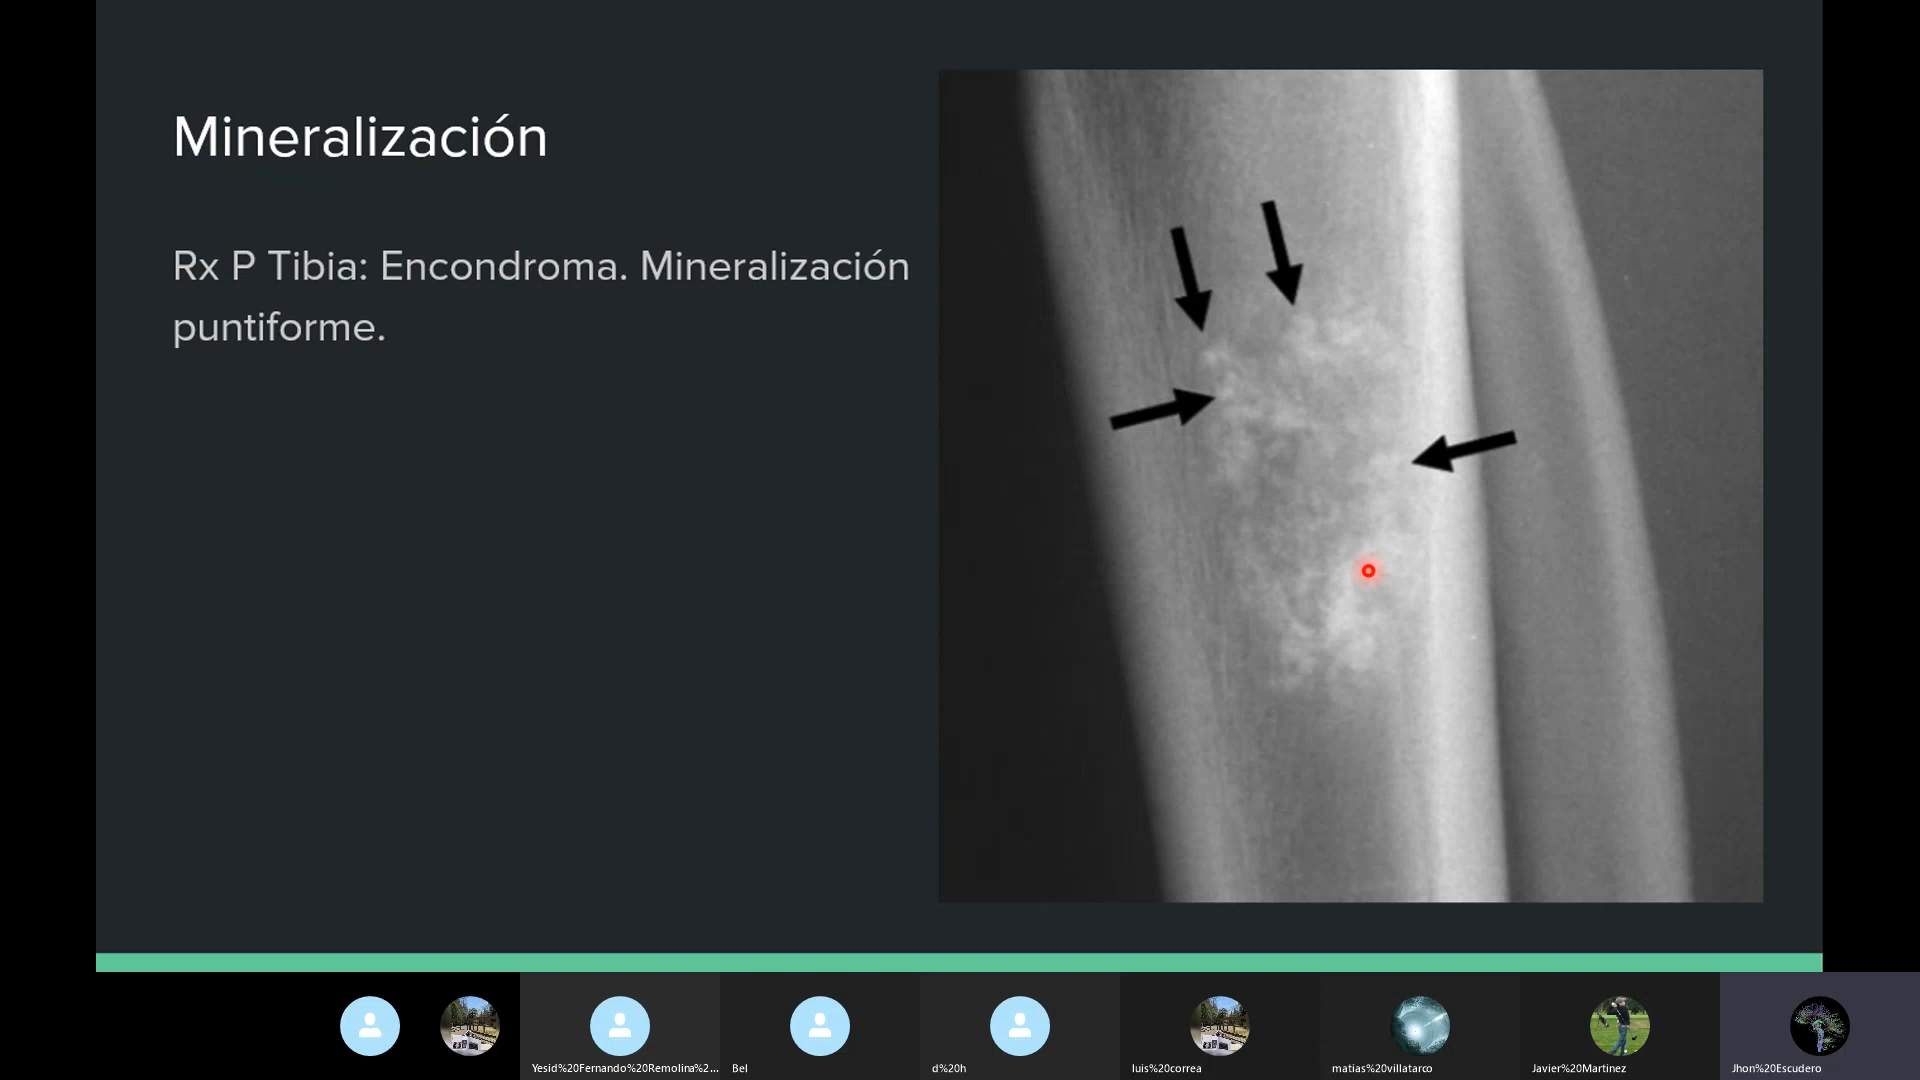 Mineralización
Rx P Tibia: Encondroma. Mineralización
puntiforme.
Yesid%20Fernando%20Remolina%2...
Bel
d%20h
luis%20correa
matias%20villatarco
Javier%20Martinez
Jhon%20Escudero